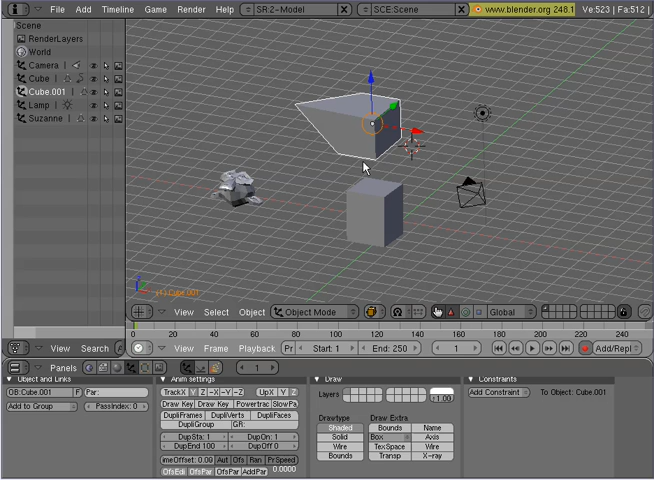 File Add Timeline Game Render Help SR:2-Model SCE:Scene www.blender.org 248.1 Ve:523 | Fa:512 |
Scene
RenderLayers
World
Camera
Cube
Cube.001
Lamp
Suzanne
(1) Cube.001
View Select Object Object Mode Global
0 20 40 60 80 100 120 140 160 180 200 220 240
View Search View Frame Playback Pr Start: 1 End: 250 1 Add/Repl
Panels 1
Object and Links Anim settings Draw Constraints
OB:Cube.001 F Par: TrackX Y Z -X -Y -Z UpX Y Z Layers 1.00 Add Constraint To Object: Cube.001
Add to Group PassIndex: 0 Draw Key Draw Key Powertrac SlowPa
DupliFrames DupliVerts DupliFaces Drawtype Draw Extra
DupliGroup GR: Shaded Bounds Name
DupSta: 1 DupOn: 1 Solid Box Axis
DupEnd 100 DupOff 0 Wire TexSpace Wire
imeOffset: 0.00 Aut Ofs Ran PrSpeed Bounds Transp X-ray
OfsEdi OfsPar OfsPar AddPar 0.0000